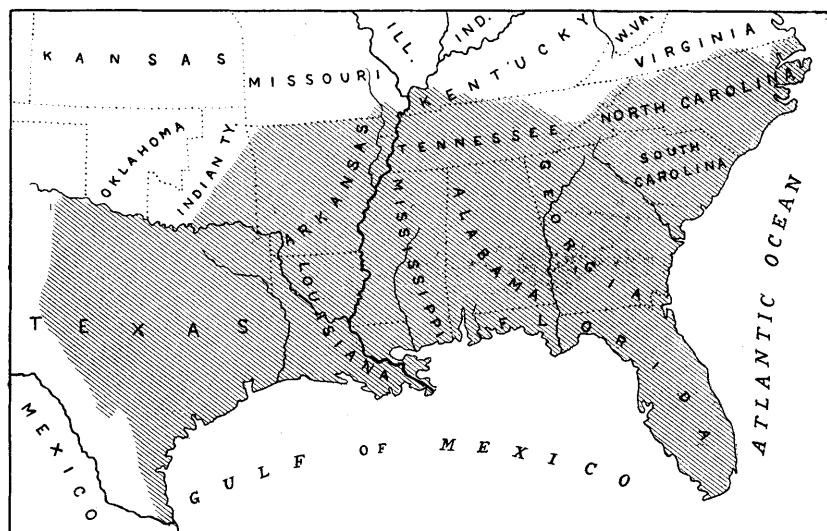 KANSAS
MISSOURI
ILL.
IND.
KENTUCKY
W.VA.
VIRGINIA
OKLAHOMA
INDIAN TY.
ARKANSAS
TENNESSEE
NORTH CAROLINA
SOUTH
CAROLINA
TEXAS
LOUISIANA
MISSISSIPPI
ALABAMA
GEORGIA
FLORIDA
MEXICO
GULF OF MEXICO
ATLANTIC OCEAN